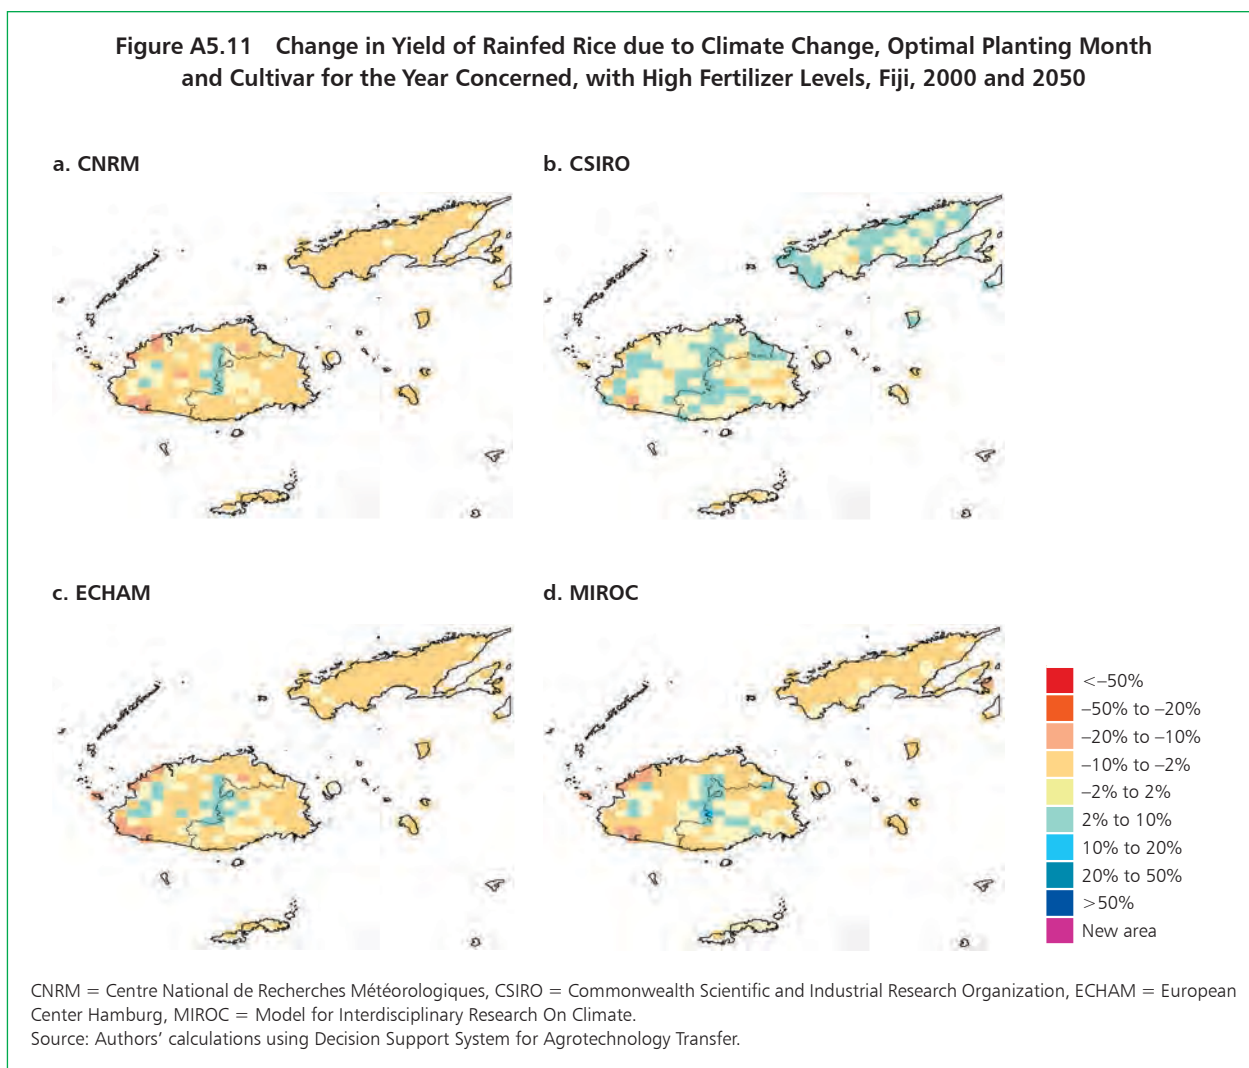 Figure A5.11 Change in Yield of Rainfed Rice due to Climate Change, Optimal Planting Month
and Cultivar for the Year Concerned, with High Fertilizer Levels, Fiji, 2000 and 2050
a. CNRM
b. CSIRO
c. ECHAM
d. MIROC
<–50%
–50% to –20%
–20% to –10%
–10% to –2%
–2% to 2%
2% to 10%
10% to 20%
20% to 50%
>50%
New area
CNRM = Centre National de Recherches Météorologiques, CSIRO = Commonwealth Scientific and Industrial Research Organization, ECHAM = European
Center Hamburg, MIROC = Model for Interdisciplinary Research On Climate.
Source: Authors’ calculations using Decision Support System for Agrotechnology Transfer.